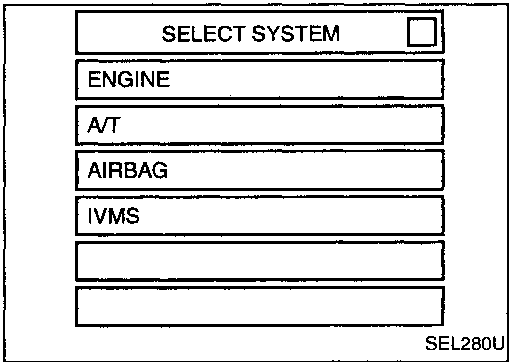 SELECT SYSTEM
ENGINE
A/T
AIRBAG
IVMS
SEL280U